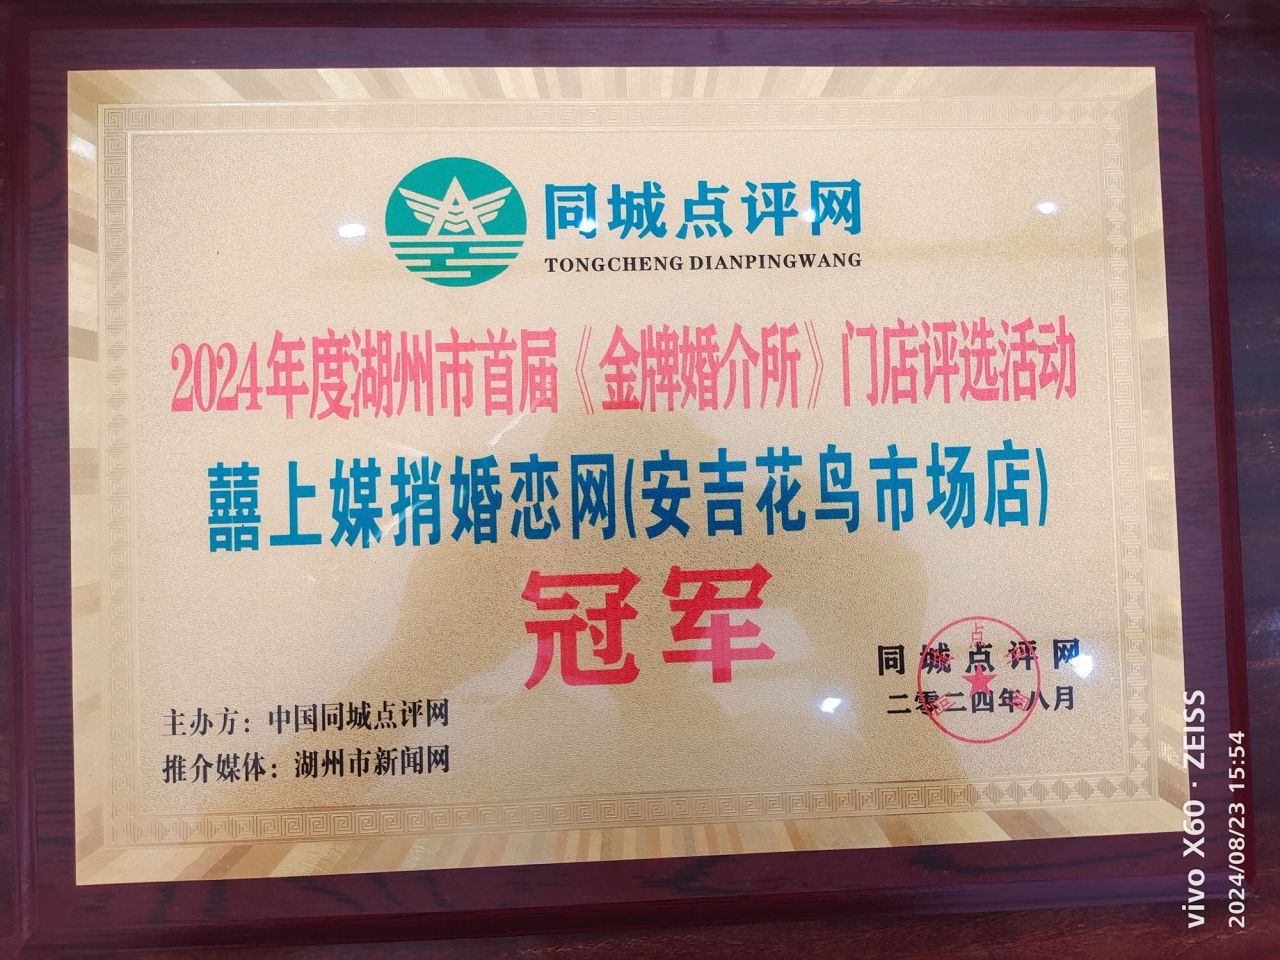 同城点评网
TONGCHENG DIANPINGWANG
2024年度湖州市首届《金牌婚介所》门店评选活动
囍上媒捎婚恋网(安吉花鸟市场店)
冠军
同城点评网
二零二四年八月
主办方：中国同城点评网
推介媒体：湖州市新闻网
vivo X60 · ZEISS
2024/08/23 15:54